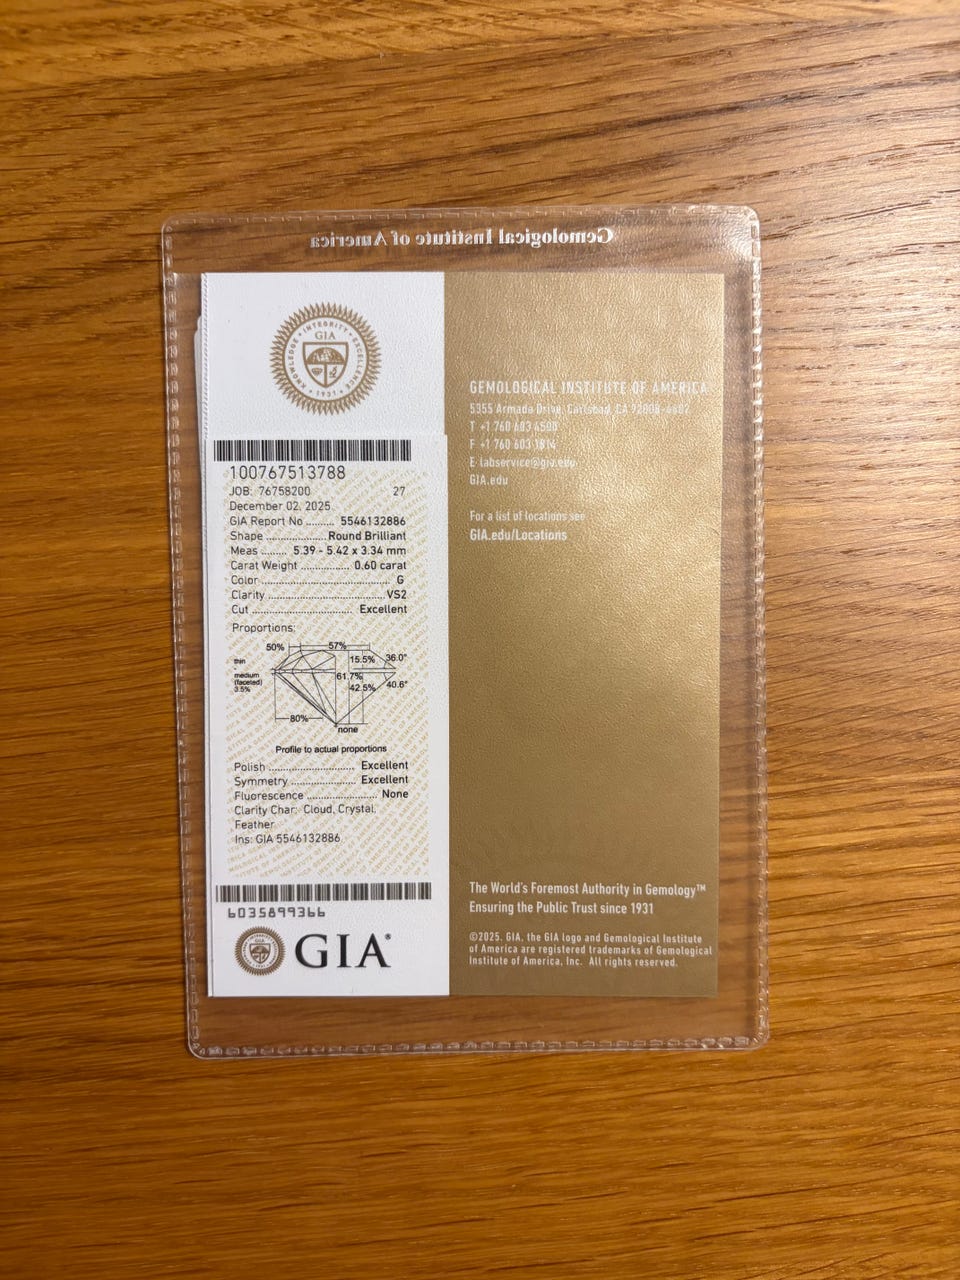 Gemological Institute of America
KNOWLEDGE • INTEGRITY • EXCELLENCE
GIA
• 1931 •
100767513788
JOB: 76758200 27
December 02, 2025
GIA Report No .......... 5546132886
Shape ..................... Round Brilliant
Meas ......... 5.39 - 5.42 x 3.34 mm
Carat Weight ................. 0.60 carat
Color ............................................. G
Clarity ........................................ VS2
Cut .................................. Excellent
Proportions:
50% 57%
thin
-
medium
(faceted)
3.5%
15.5% 36.0°
61.7%
42.5% 40.6°
80%
none
Profile to actual proportions
Polish ............................... Excellent
Symmetry ....................... Excellent
Fluorescence ........................ None
Clarity Char: Cloud, Crystal,
Feather
Ins: GIA 5546132886
6035899366
GIA®
GEMOLOGICAL INSTITUTE OF AMERICA
5355 Armada Drive, Carlsbad, CA 92008-4602
T +1 760 603 4500
F +1 760 603 1814
E labservice@gia.edu
GIA.edu
For a list of locations see
GIA.edu/Locations
The World's Foremost Authority in Gemology™
Ensuring the Public Trust since 1931
©2025. GIA, the GIA logo and Gemological Institute
of America are registered trademarks of Gemological
Institute of America, Inc. All rights reserved.